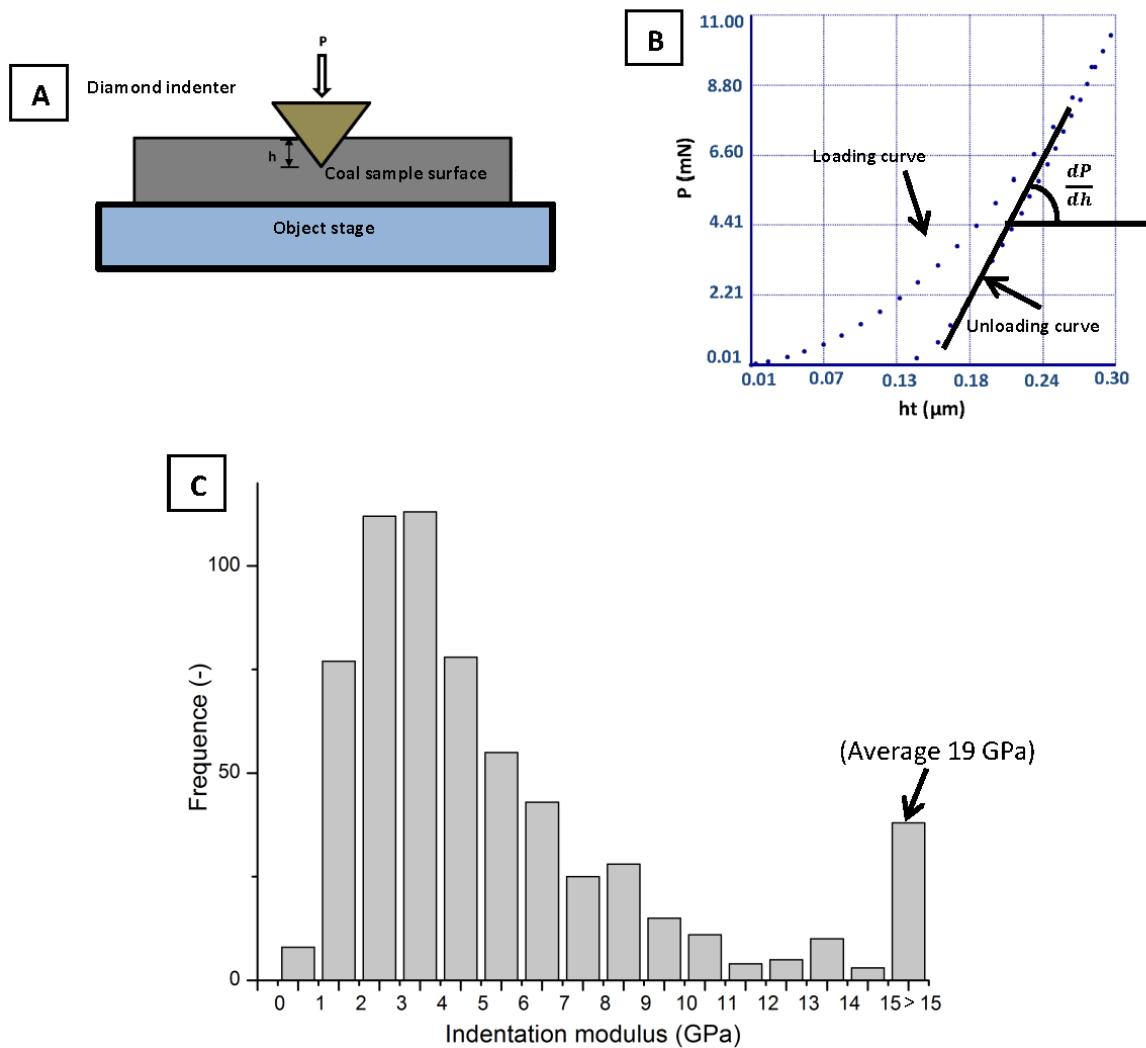 A
Diamond indenter
P
h
Coal sample surface
Object stage
B
11.00
8.80
6.60
4.41
2.21
0.01
P (mN)
Loading curve
dP
dh
Unloading curve
0.01 0.07 0.13 0.18 0.24 0.30
ht (µm)
C
Frequence (-)
100
50
0
(Average 19 GPa)
0 1 2 3 4 5 6 7 8 9 10 11 12 13 14 15 > 15
Indentation modulus (GPa)